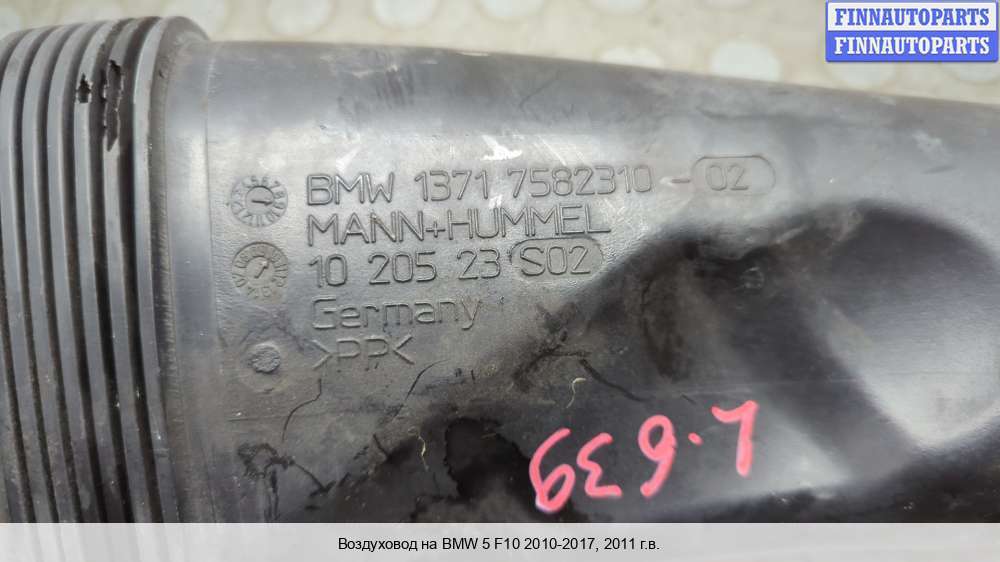 FINNAUTOPARTS
FINNAUTOPARTS
BMW 1371 7582310 - 02
MANN+HUMMEL
10 205 23 S02
Germany
>PP<
L.639
Воздуховод на BMW 5 F10 2010-2017, 2011 г.в.